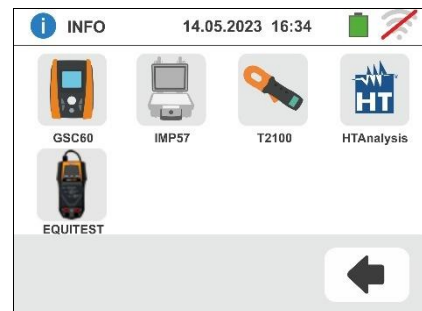 INFO 14.05.2023 16:34
HT
GSC60 IMP57 T2100 HTAnalysis
EQUITEST